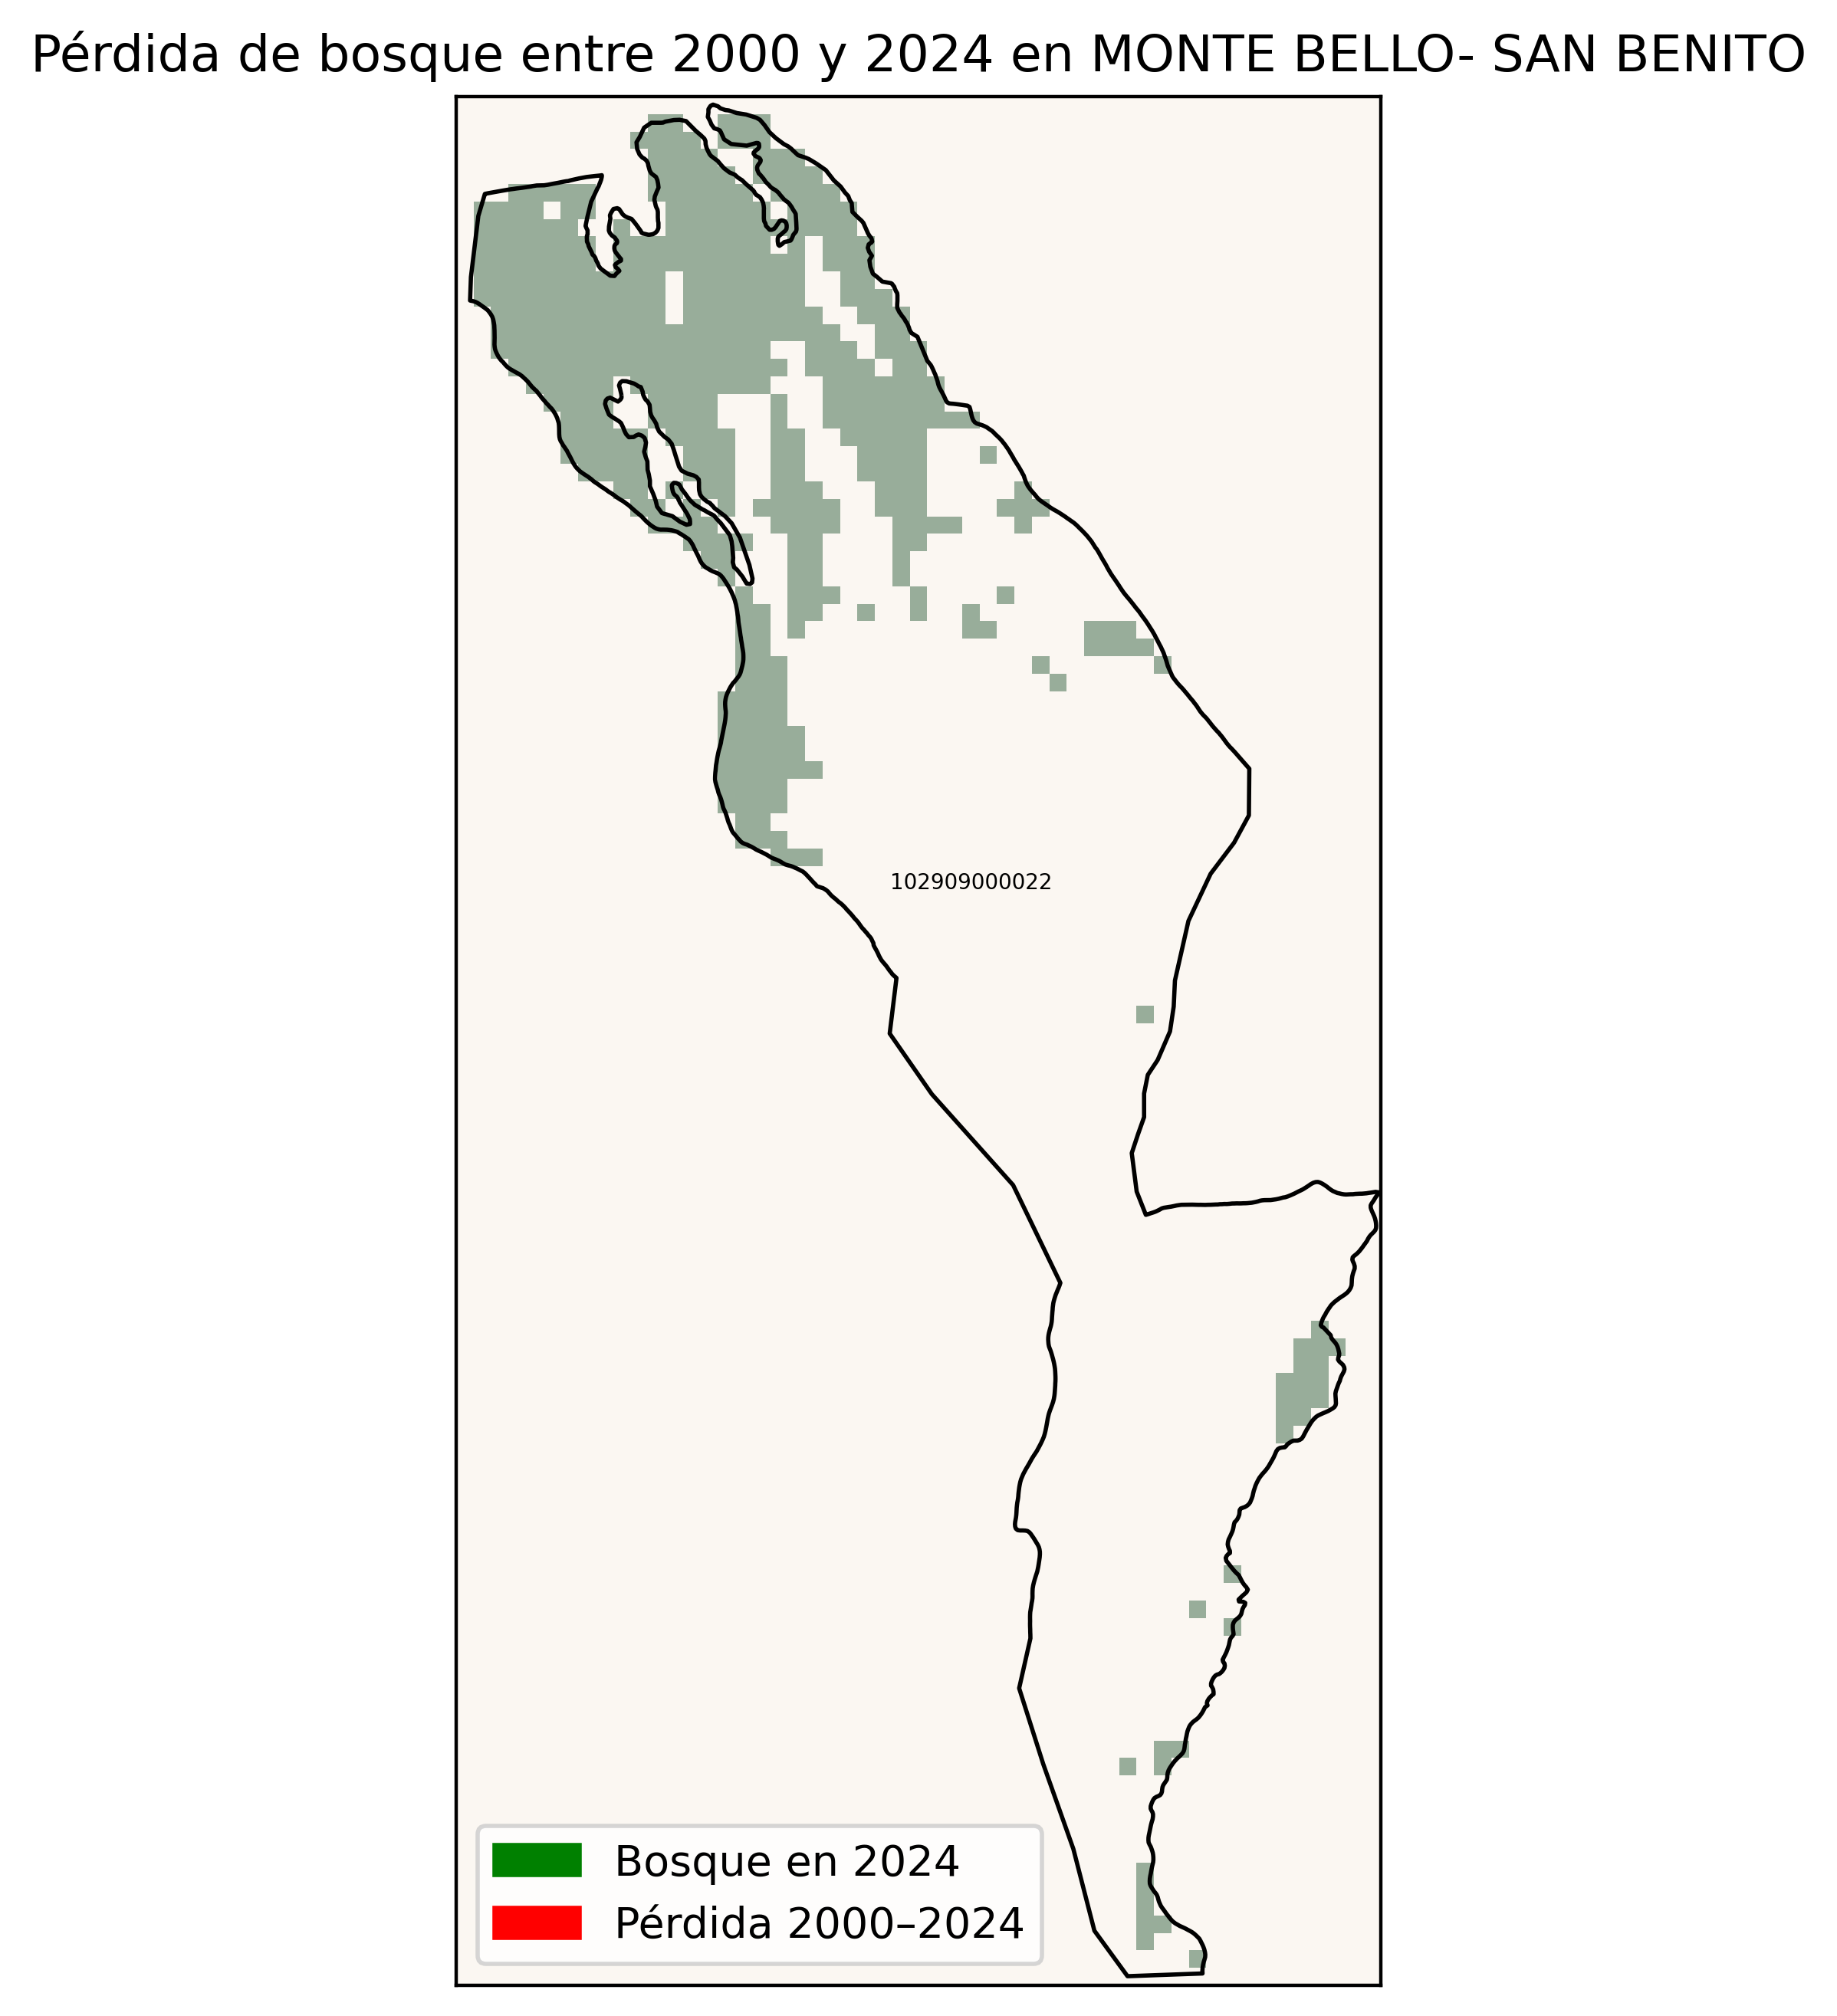 Pérdida de bosque entre 2000 y 2024 en MONTE BELLO- SAN BENITO
102909000022
Bosque en 2024
Pérdida 2000–2024